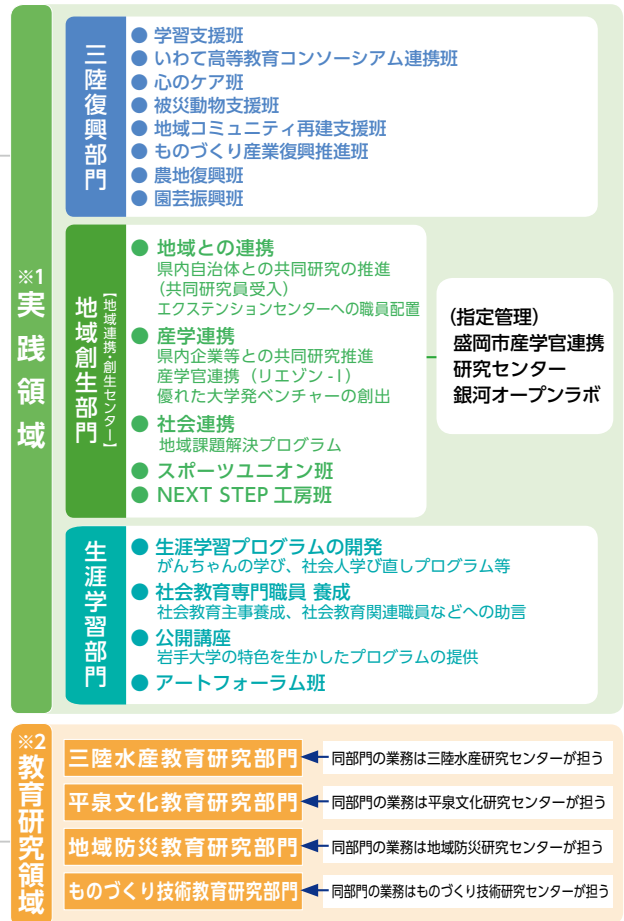 ※1
実践領域
三陸復興部門
● 学習支援班
● いわて高等教育コンソーシアム連携班
● 心のケア班
● 被災動物支援班
● 地域コミュニティ再建支援班
● ものづくり産業復興推進班
● 農地復興班
● 園芸振興班
地域創生部門
【地域連携・創生センター】
● 地域との連携
県内自治体との共同研究の推進
(共同研究員受入)
エクステンションセンターへの職員配置
● 産学連携
県内企業等との共同研究推進
産学官連携(リエゾン-I)
優れた大学発ベンチャーの創出
● 社会連携
地域課題解決プログラム
● スポーツユニオン班
● NEXT STEP 工房班
(指定管理)
盛岡市産学官連携
研究センター
銀河オープンラボ
生涯学習部門
● 生涯学習プログラムの開発
がんちゃんの学び、社会人学び直しプログラム等
● 社会教育専門職員 養成
社会教育主事養成、社会教育関連職員などへの助言
● 公開講座
岩手大学の特色を生かしたプログラムの提供
● アートフォーラム班
※2
教育研究領域
三陸水産教育研究部門
同部門の業務は三陸水産研究センターが担う
平泉文化教育研究部門
同部門の業務は平泉文化研究センターが担う
地域防災教育研究部門
同部門の業務は地域防災研究センターが担う
ものづくり技術教育研究部門
同部門の業務はものづくり技術研究センターが担う